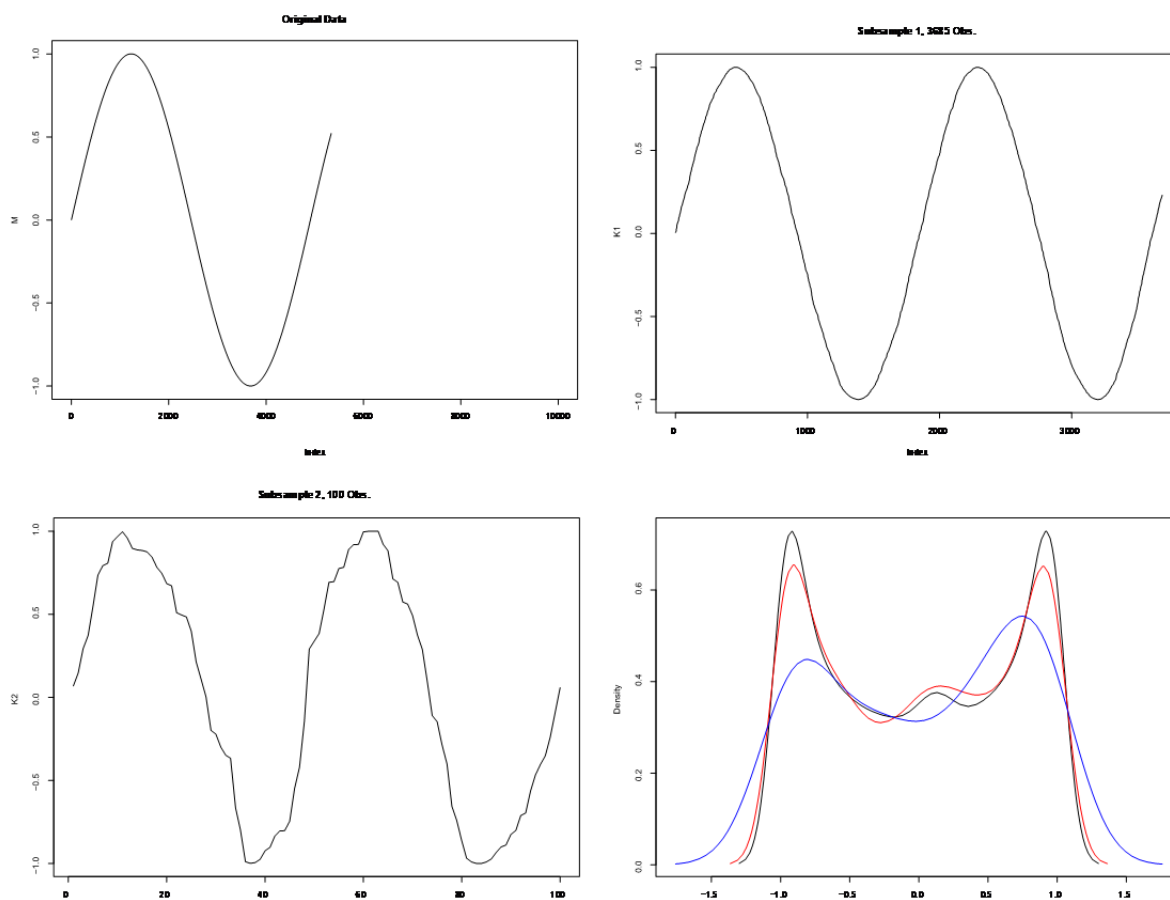 Original Data
M
1.0
0.5
0.0
−0.5
−1.0
0 2000 4000 6000 8000 10000
Index
Subsample 1, 3685 Obs.
K1
1.0
0.5
0.0
−0.5
−1.0
0 1000 2000 3000
Index
Subsample 2, 100 Obs.
K2
1.0
0.5
0.0
−0.5
−1.0
0 20 40 60 80 100
Density
0.6
0.4
0.2
0.0
−1.5 −1.0 −0.5 0.0 0.5 1.0 1.5